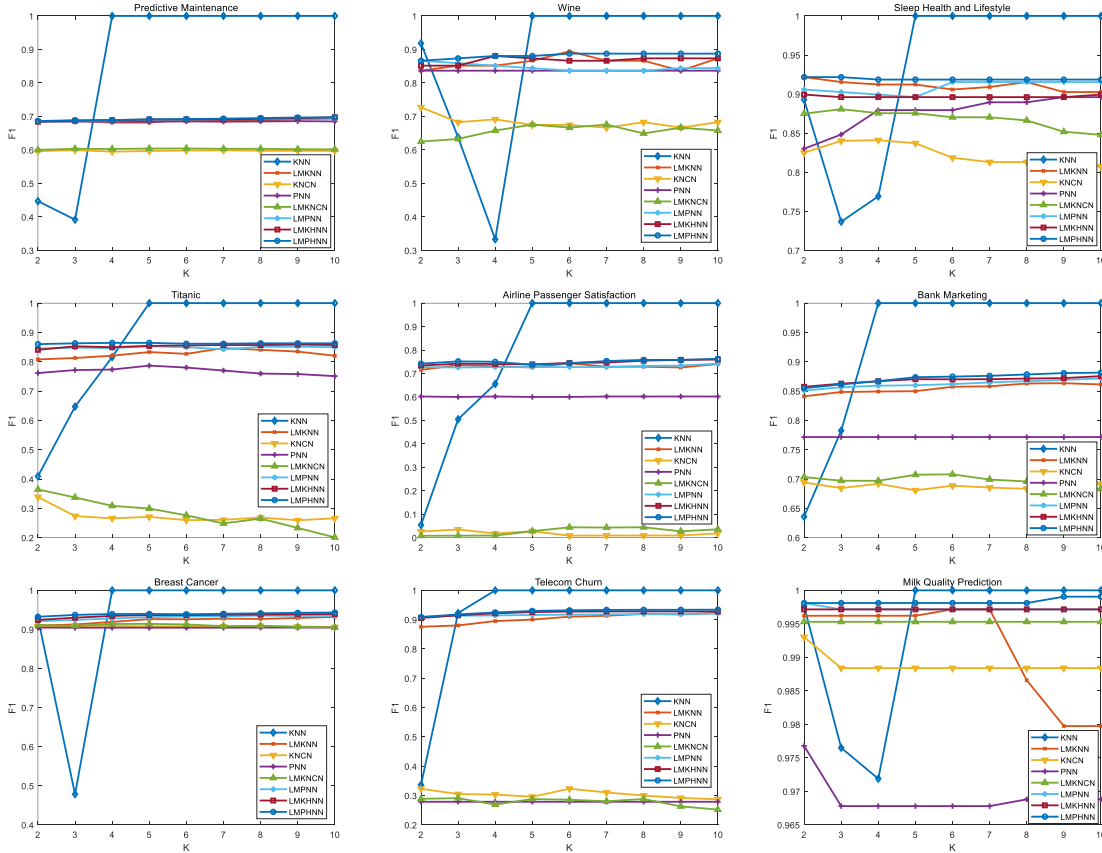 Predictive Maintenance
1
0.9
0.8
0.7
0.6
0.5
0.4
0.3
F1
2 3 4 5 6 7 8 9 10
K
KNN
LMKNN
KNCN
PNN
LMKNCN
LMPNN
LMKHNN
LMPHNN
Wine
1
0.9
0.8
0.7
0.6
0.5
0.4
0.3
F1
2 3 4 5 6 7 8 9 10
K
KNN
LMKNN
KNCN
PNN
LMKNCN
LMPNN
LMKHNN
LMPHNN
Sleep Health and Lifestyle
1
0.95
0.9
0.85
0.8
0.75
0.7
F1
2 3 4 5 6 7 8 9 10
K
KNN
LMKNN
KNCN
PNN
LMKNCN
LMPNN
LMKHNN
LMPHNN
Titanic
1
0.9
0.8
0.7
0.6
0.5
0.4
0.3
0.2
F1
2 3 4 5 6 7 8 9 10
K
KNN
LMKNN
KNCN
PNN
LMKNCN
LMPNN
LMKHNN
LMPHNN
Airline Passenger Satisfaction
1
0.9
0.8
0.7
0.6
0.5
0.4
0.3
0.2
0.1
0
F1
2 3 4 5 6 7 8 9 10
K
KNN
LMKNN
KNCN
PNN
LMKNCN
LMPNN
LMKHNN
LMPHNN
Bank Marketing
1
0.95
0.9
0.85
0.8
0.75
0.7
0.65
0.6
F1
2 3 4 5 6 7 8 9 10
K
KNN
LMKNN
KNCN
PNN
LMKNCN
LMPNN
LMKHNN
LMPHNN
Breast Cancer
1
0.9
0.8
0.7
0.6
0.5
0.4
F1
2 3 4 5 6 7 8 9 10
K
KNN
LMKNN
KNCN
PNN
LMKNCN
LMPNN
LMKHNN
LMPHNN
Telecom Churn
1
0.9
0.8
0.7
0.6
0.5
0.4
0.3
0.2
F1
2 3 4 5 6 7 8 9 10
K
KNN
LMKNN
KNCN
PNN
LMKNCN
LMPNN
LMKHNN
LMPHNN
Milk Quality Prediction
1
0.995
0.99
0.985
0.98
0.975
0.97
0.965
F1
2 3 4 5 6 7 8 9 10
K
KNN
LMKNN
KNCN
PNN
LMKNCN
LMPNN
LMKHNN
LMPHNN